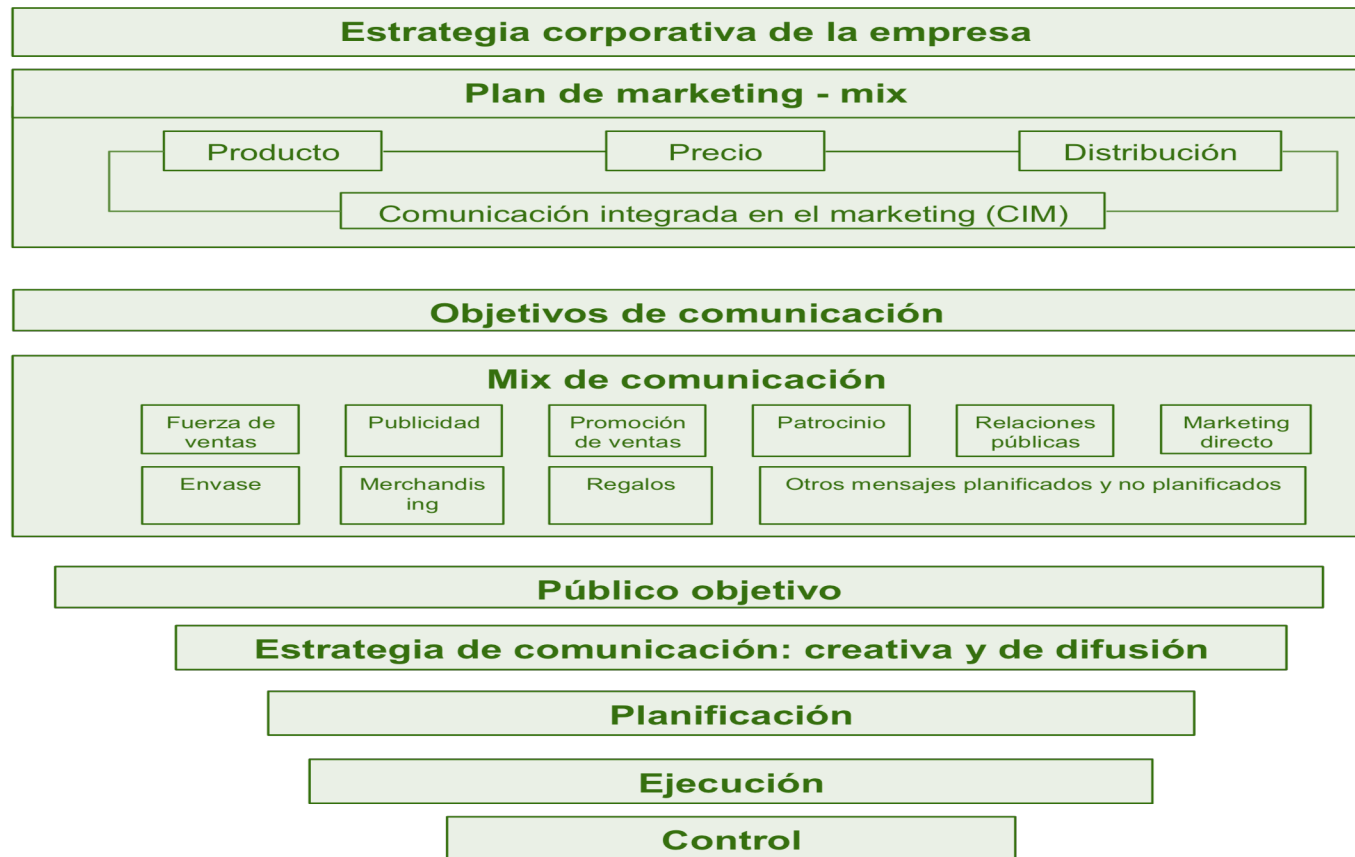 Estrategia corporativa de la empresa
Plan de marketing - mix
Producto
Precio
Distribución
Comunicación integrada en el marketing (CIM)
Objetivos de comunicación
Mix de comunicación
Fuerza de
ventas
Publicidad
Promoción
de ventas
Patrocinio
Relaciones
públicas
Marketing
directo
Envase
Merchandis
ing
Regalos
Otros mensajes planificados y no planificados
Público objetivo
Estrategia de comunicación: creativa y de difusión
Planificación
Ejecución
Control